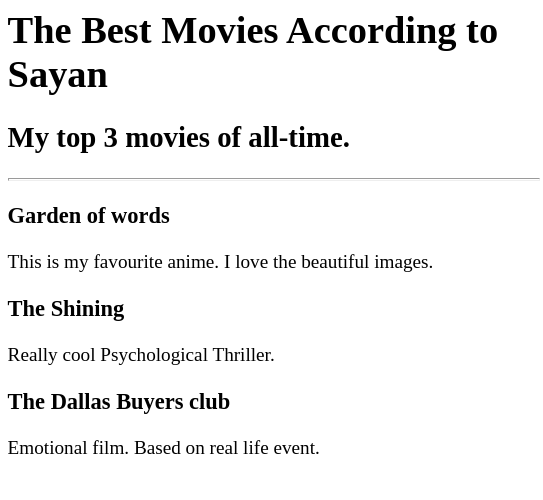 The Best Movies According to
Sayan
My top 3 movies of all-time.
Garden of words
This is my favourite anime. I love the beautiful images.
The Shining
Really cool Psychological Thriller.
The Dallas Buyers club
Emotional film. Based on real life event.